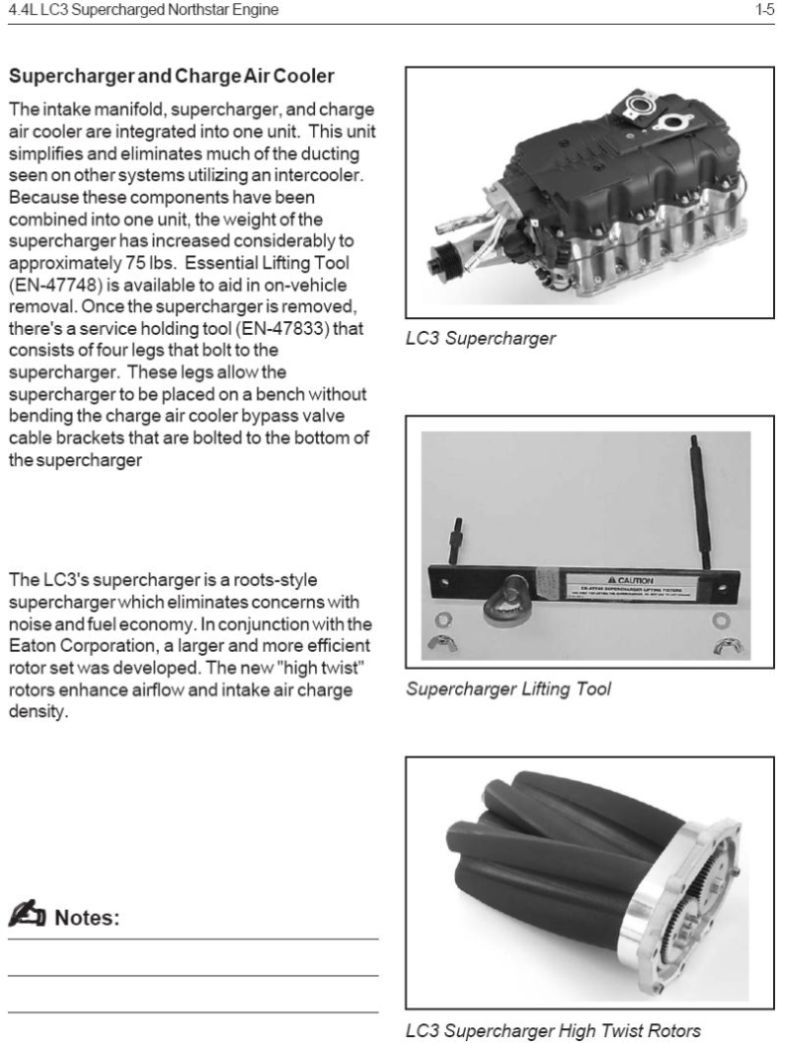 4.4L LC3 Supercharged Northstar Engine 1-5
Supercharger and Charge Air Cooler
The intake manifold, supercharger, and charge
air cooler are integrated into one unit. This unit
simplifies and eliminates much of the ducting
seen on other systems utilizing an intercooler.
Because these components have been
combined into one unit, the weight of the
supercharger has increased considerably to
approximately 75 lbs. Essential Lifting Tool
(EN-47748) is available to aid in on-vehicle
removal. Once the supercharger is removed,
there's a service holding tool (EN-47833) that
consists of four legs that bolt to the
supercharger. These legs allow the
supercharger to be placed on a bench without
bending the charge air cooler bypass valve
cable brackets that are bolted to the bottom of
the supercharger
LC3 Supercharger
CAUTION
Supercharger Lifting Tool
The LC3's supercharger is a roots-style
supercharger which eliminates concerns with
noise and fuel economy. In conjunction with the
Eaton Corporation, a larger and more efficient
rotor set was developed. The new "high twist"
rotors enhance airflow and intake air charge
density.
Notes:
LC3 Supercharger High Twist Rotors